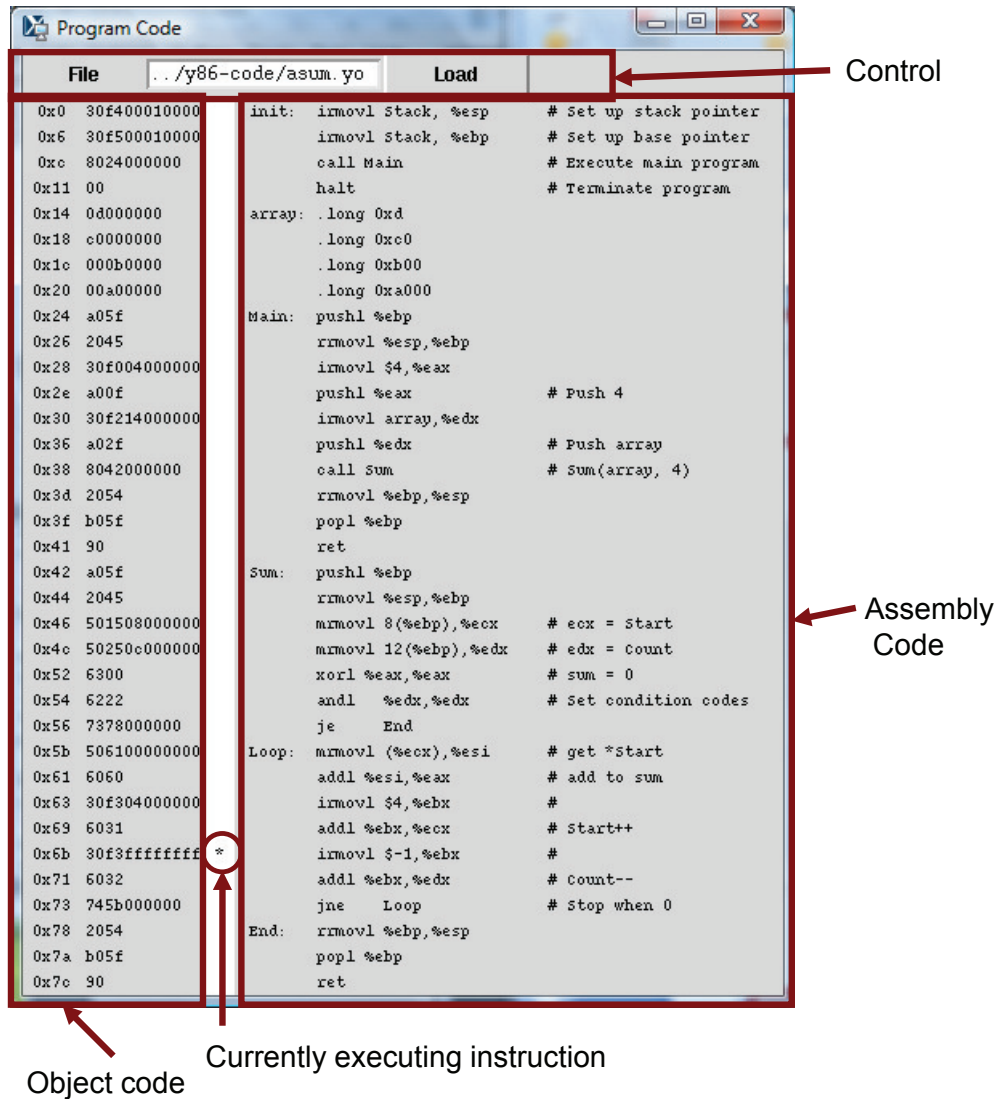 Program Code
File ../y86-code/asum.yo Load
Control
0x0 30f400010000 init: irmovl Stack, %esp # Set up stack pointer
0x6 30f500010000 irmovl Stack, %ebp # Set up base pointer
0xc 8024000000 call Main # Execute main program
0x11 00 halt # Terminate program
0x14 0d000000 array: .long 0xd
0x18 c0000000 .long 0xc0
0x1c 000b0000 .long 0xb00
0x20 00a00000 .long 0xa000
0x24 a05f Main: pushl %ebp
0x26 2045 rrmovl %esp,%ebp
0x28 30f004000000 irmovl $4,%eax
0x2e a00f pushl %eax # Push 4
0x30 30f214000000 irmovl array,%edx
0x36 a02f pushl %edx # Push array
0x38 8042000000 call Sum # Sum(array, 4)
0x3d 2054 rrmovl %ebp,%esp
0x3f b05f popl %ebp
0x41 90 ret
0x42 a05f Sum: pushl %ebp
0x44 2045 rrmovl %esp,%ebp
0x46 501508000000 mrmovl 8(%ebp),%ecx # ecx = Start
0x4c 50250c000000 mrmovl 12(%ebp),%edx # edx = Count
0x52 6300 xorl %eax,%eax # sum = 0
0x54 6222 andl %edx,%edx # Set condition codes
0x56 7378000000 je End
0x5b 506100000000 Loop: mrmovl (%ecx),%esi # get *Start
0x61 6060 addl %esi,%eax # add to sum
0x63 30f304000000 irmovl $4,%ebx #
0x69 6031 addl %ebx,%ecx # Start++
0x6b 30f3ffffffff * irmovl $-1,%ebx #
0x71 6032 addl %ebx,%edx # Count--
0x73 745b000000 jne Loop # Stop when 0
0x78 2054 End: rrmovl %ebp,%esp
0x7a b05f popl %ebp
0x7c 90 ret
Assembly
Code
Currently executing instruction
Object code